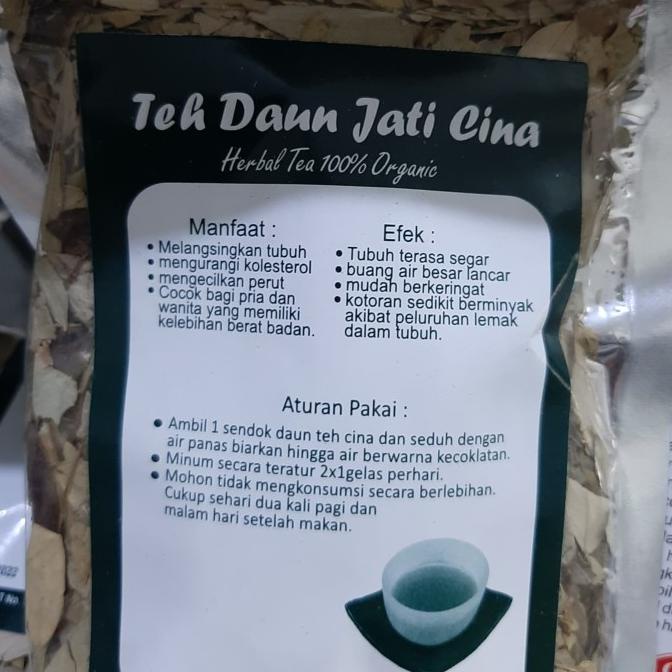 Teh Daun Jati Cina
Herbal Tea 100% Organic
Manfaat :
• Melangsingkan tubuh
• mengurangi kolesterol
• mengecilkan perut
• Cocok bagi pria dan
wanita yang memiliki
kelebihan berat badan.
Efek :
• Tubuh terasa segar
• buang air besar lancar
• mudah berkeringat
• kotoran sedikit berminyak
akibat peluruhan lemak
dalam tubuh.
Aturan Pakai :
• Ambil 1 sendok daun teh cina dan seduh dengan
air panas biarkan hingga air berwarna kecoklatan.
• Minum secara teratur 2x1gelas perhari.
• Mohon tidak mengkonsumsi secara berlebihan.
Cukup sehari dua kali pagi dan
malam hari setelah makan.